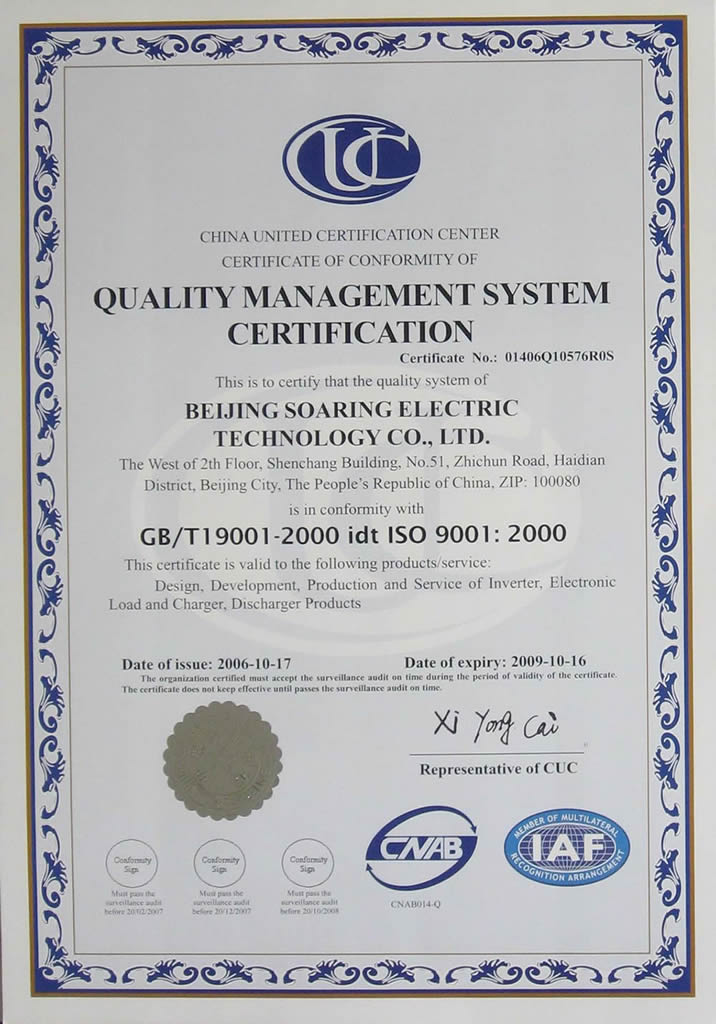 CUC
CHINA UNITED CERTIFICATION CENTER
CERTIFICATE OF CONFORMITY OF
QUALITY MANAGEMENT SYSTEM
CERTIFICATION
Certificate No.: 01406Q10576R0S
This is to certify that the quality system of
BEIJING SOARING ELECTRIC
TECHNOLOGY CO., LTD.
The West of 2th Floor, Shenchang Building, No.51, Zhichun Road, Haidian
District, Beijing City, The People's Republic of China, ZIP: 100080
is in conformity with
GB/T19001-2000 idt ISO 9001: 2000
This certificate is valid to the following products/service:
Design, Development, Production and Service of Inverter, Electronic
Load and Charger, Discharger Products
Date of issue: 2006-10-17 Date of expiry: 2009-10-16
The organization certified must accept the surveillance audit on time during the period of validity of the certificate.
The certificate does not keep effective until passes the surveillance audit on time.
Xi Yong Cai
Representative of CUC
Conformity Sign
Must pass the
surveillance audit
before 20/02/2007
Conformity Sign
Must pass the
surveillance audit
before 20/12/2007
Conformity Sign
Must pass the
surveillance audit
before 20/10/2008
CNAB
CNAB014-Q
MEMBER OF MULTILATERAL
IAF
RECOGNITION ARRANGEMENT